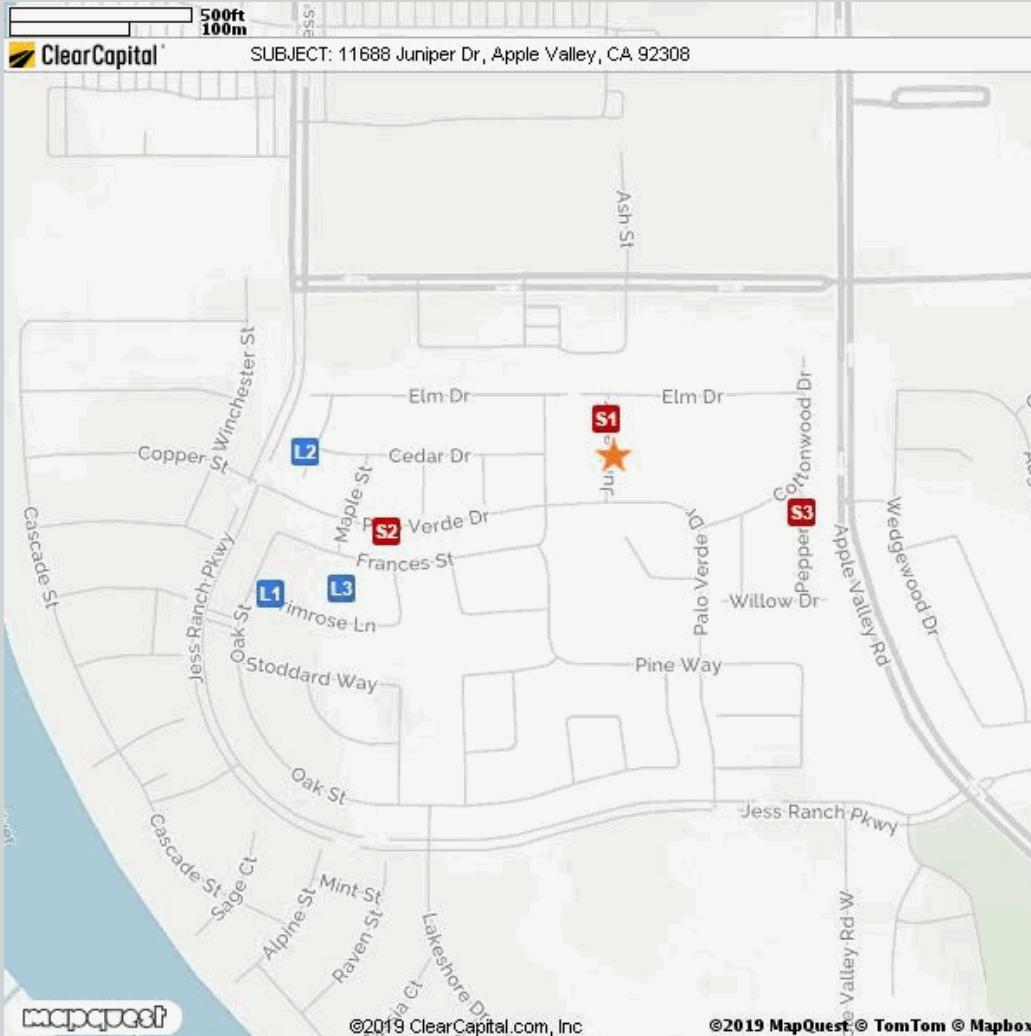 500ft
100m
ClearCapital
SUBJECT: 11688 Juniper Dr, Apple Valley, CA 92308
Ash St
Winchester St
Elm Dr
Elm Dr
S1
L2
Copper St
Cedar Dr
Maple St
Cottonwood Dr
S2
Verde Dr
S3
Cascade St
Frances St
Palo Verde Dr
Pepper
Apple Valley Rd
Wedgewood Dr
Jess Ranch Pkwy
L1
L3
rimrose Ln
Willow Dr
Oak St
Stoddard Way
Pine Way
Oak St
Jess Ranch Pkwy
Cascade St
Sage Ct
Mint St
Alpine St
Raven St
Lakeshore Dr
e Valley Rd W
mapquest
©2019 ClearCapital.com, Inc
©2019 MapQuest © TomTom © Mapbox